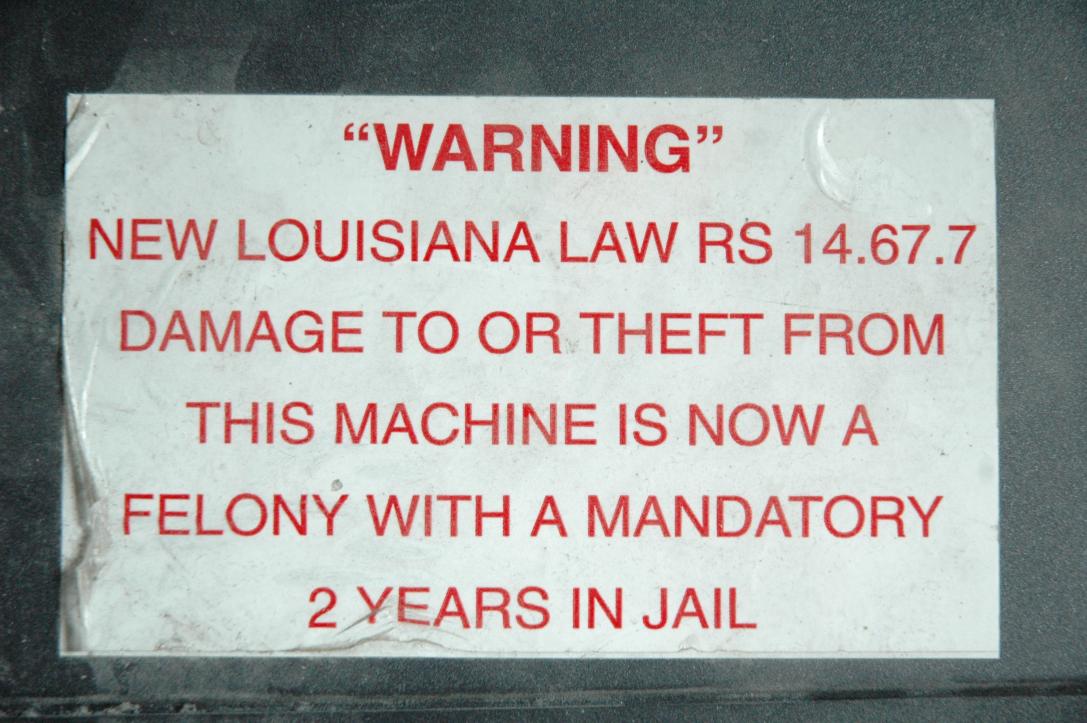 “WARNING”
NEW LOUISIANA LAW RS 14.67.7
DAMAGE TO OR THEFT FROM
THIS MACHINE IS NOW A
FELONY WITH A MANDATORY
2 YEARS IN JAIL